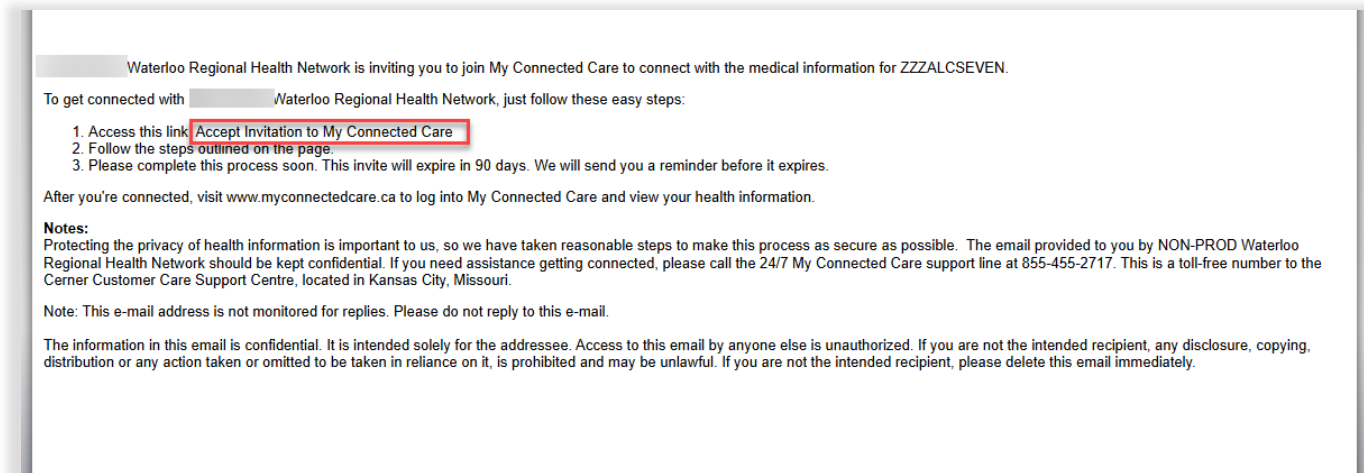 Waterloo Regional Health Network is inviting you to join My Connected Care to connect with the medical information for ZZZALCSEVEN.
To get connected with Waterloo Regional Health Network, just follow these easy steps:
1. Access this link Accept Invitation to My Connected Care
2. Follow the steps outlined on the page.
3. Please complete this process soon. This invite will expire in 90 days. We will send you a reminder before it expires.
After you're connected, visit www.myconnectedcare.ca to log into My Connected Care and view your health information.
Notes:
Protecting the privacy of health information is important to us, so we have taken reasonable steps to make this process as secure as possible.  The email provided to you by NON-PROD Waterloo
Regional Health Network should be kept confidential. If you need assistance getting connected, please call the 24/7 My Connected Care support line at 855-455-2717. This is a toll-free number to the
Cerner Customer Care Support Centre, located in Kansas City, Missouri.
Note: This e-mail address is not monitored for replies. Please do not reply to this e-mail.
The information in this email is confidential. It is intended solely for the addressee. Access to this email by anyone else is unauthorized. If you are not the intended recipient, any disclosure, copying,
distribution or any action taken or omitted to be taken in reliance on it, is prohibited and may be unlawful. If you are not the intended recipient, please delete this email immediately.